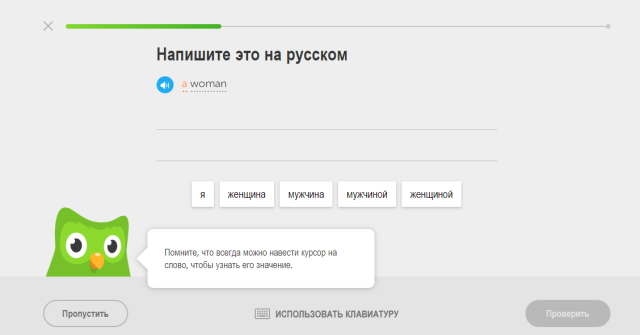 Напишите это на русском
a woman
я женщина мужчина мужчиной женщиной
Помните, что всегда можно навести курсор на
слово, чтобы узнать его значение.
Пропустить ИСПОЛЬЗОВАТЬ КЛАВИАТУРУ Проверить